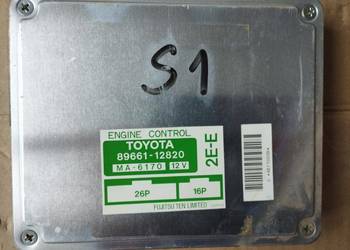 S1
ENGINE CONTROL
TOYOTA
89661-12820
MA-6170 12V
2E-E
26P 16P
FUJITSU TEN LIMITED